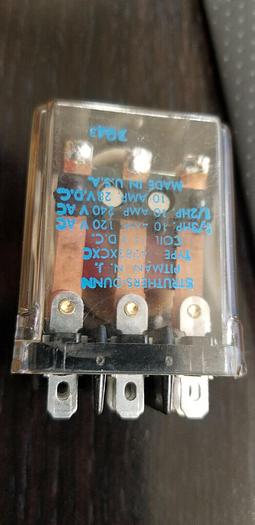 STRUTHERS-DUNN
PITMAN, N. J.
TYPE
COIL V D.C.
1/3HP. 10 AMP. 120 V AC
1/2HP. 10 AMP 240 V AC
10 AMP. 28 V.D.C.
MADE IN U.S.A.